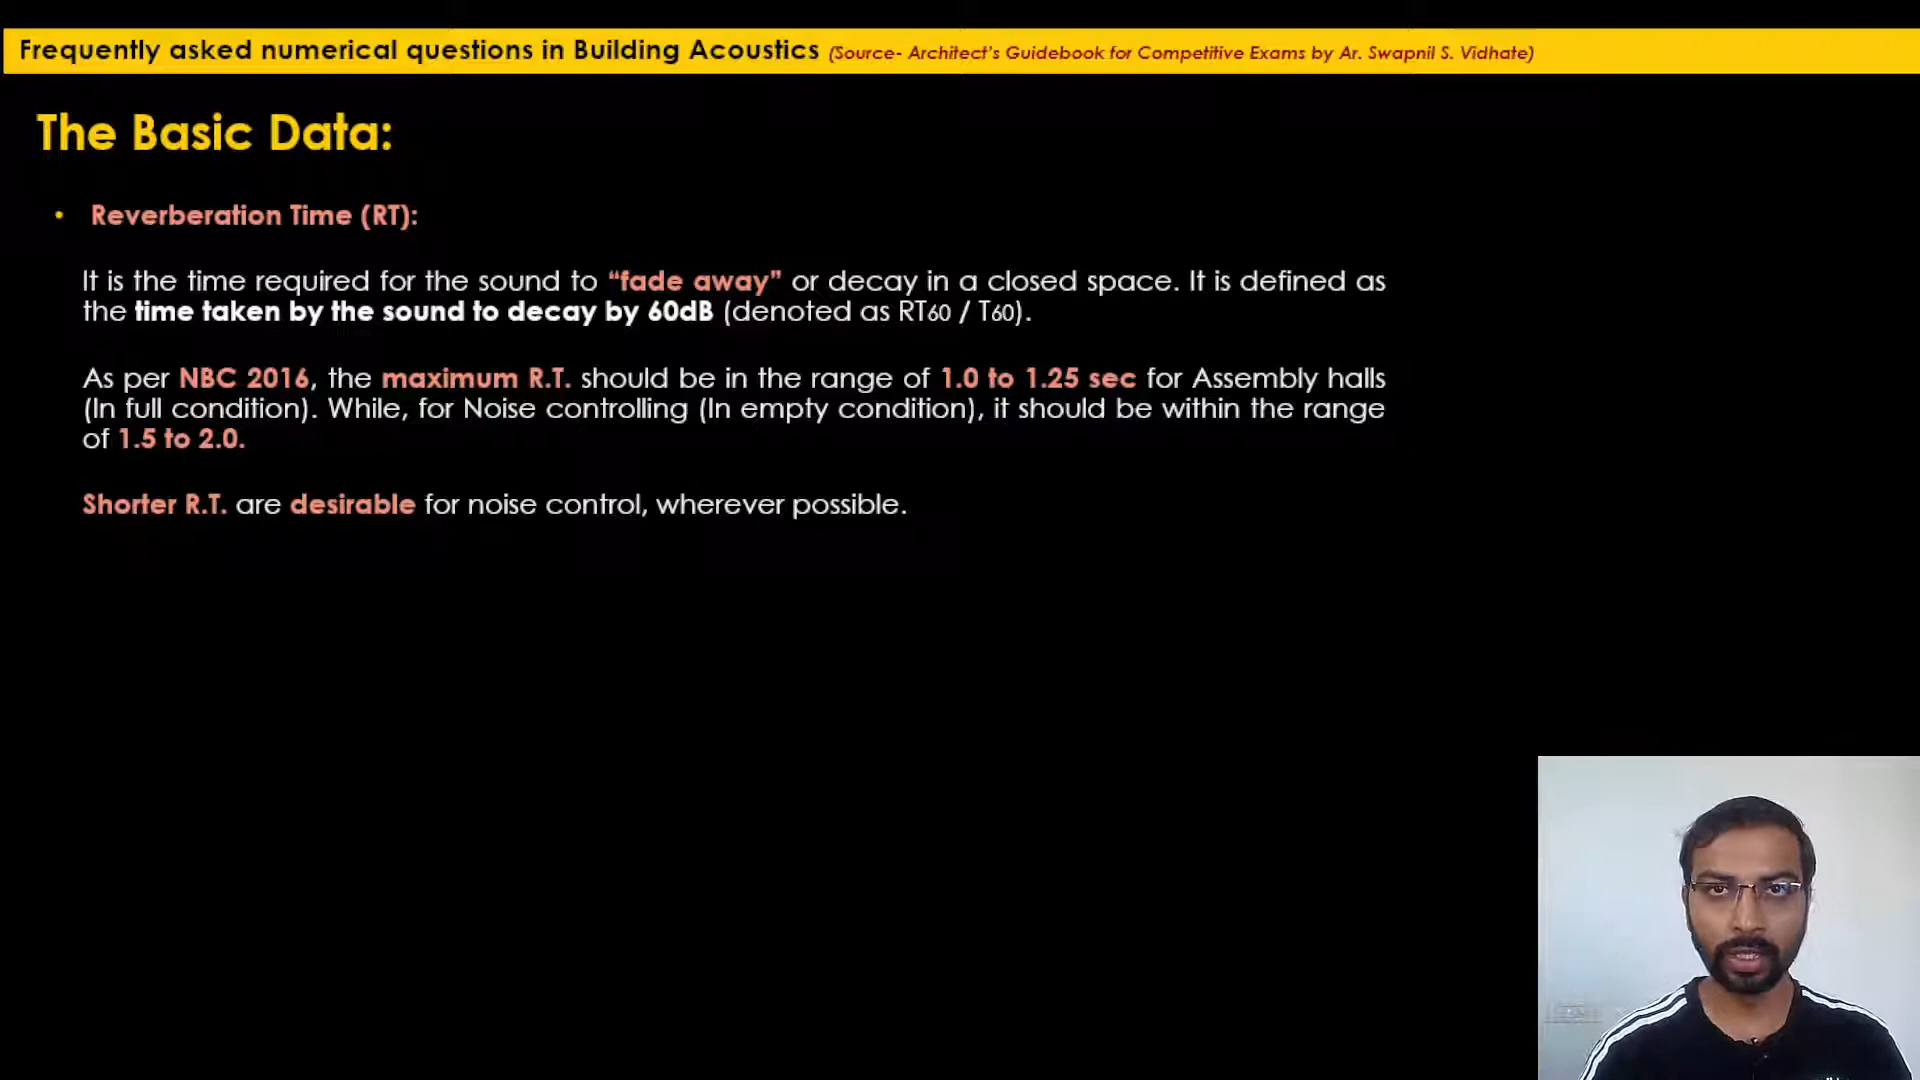 Frequently asked numerical questions in Building Acoustics (Source- Architect's Guidebook for Competitive Exams by Ar. Swapnil S. Vidhate)
The Basic Data:
• Reverberation Time (RT):
It is the time required for the sound to “fade away” or decay in a closed space. It is defined as
the time taken by the sound to decay by 60dB (denoted as RT60 / T60).
As per NBC 2016, the maximum R.T. should be in the range of 1.0 to 1.25 sec for Assembly halls
(In full condition). While, for Noise controlling (In empty condition), it should be within the range
of 1.5 to 2.0.
Shorter R.T. are desirable for noise control, wherever possible.